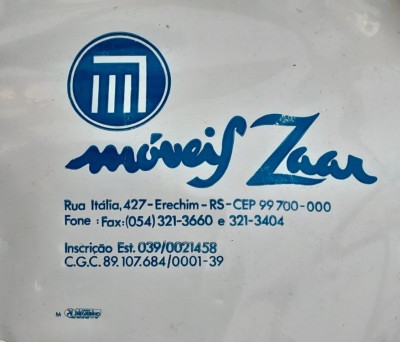 móveis Zaar
Rua Itália, 427 - Erechim - RS - CEP 99 700-000
Fone : Fax: (054) 321-3660 e 321-3404
Inscrição Est. 039/0021458
C.G.C. 89.107.684/0001-39